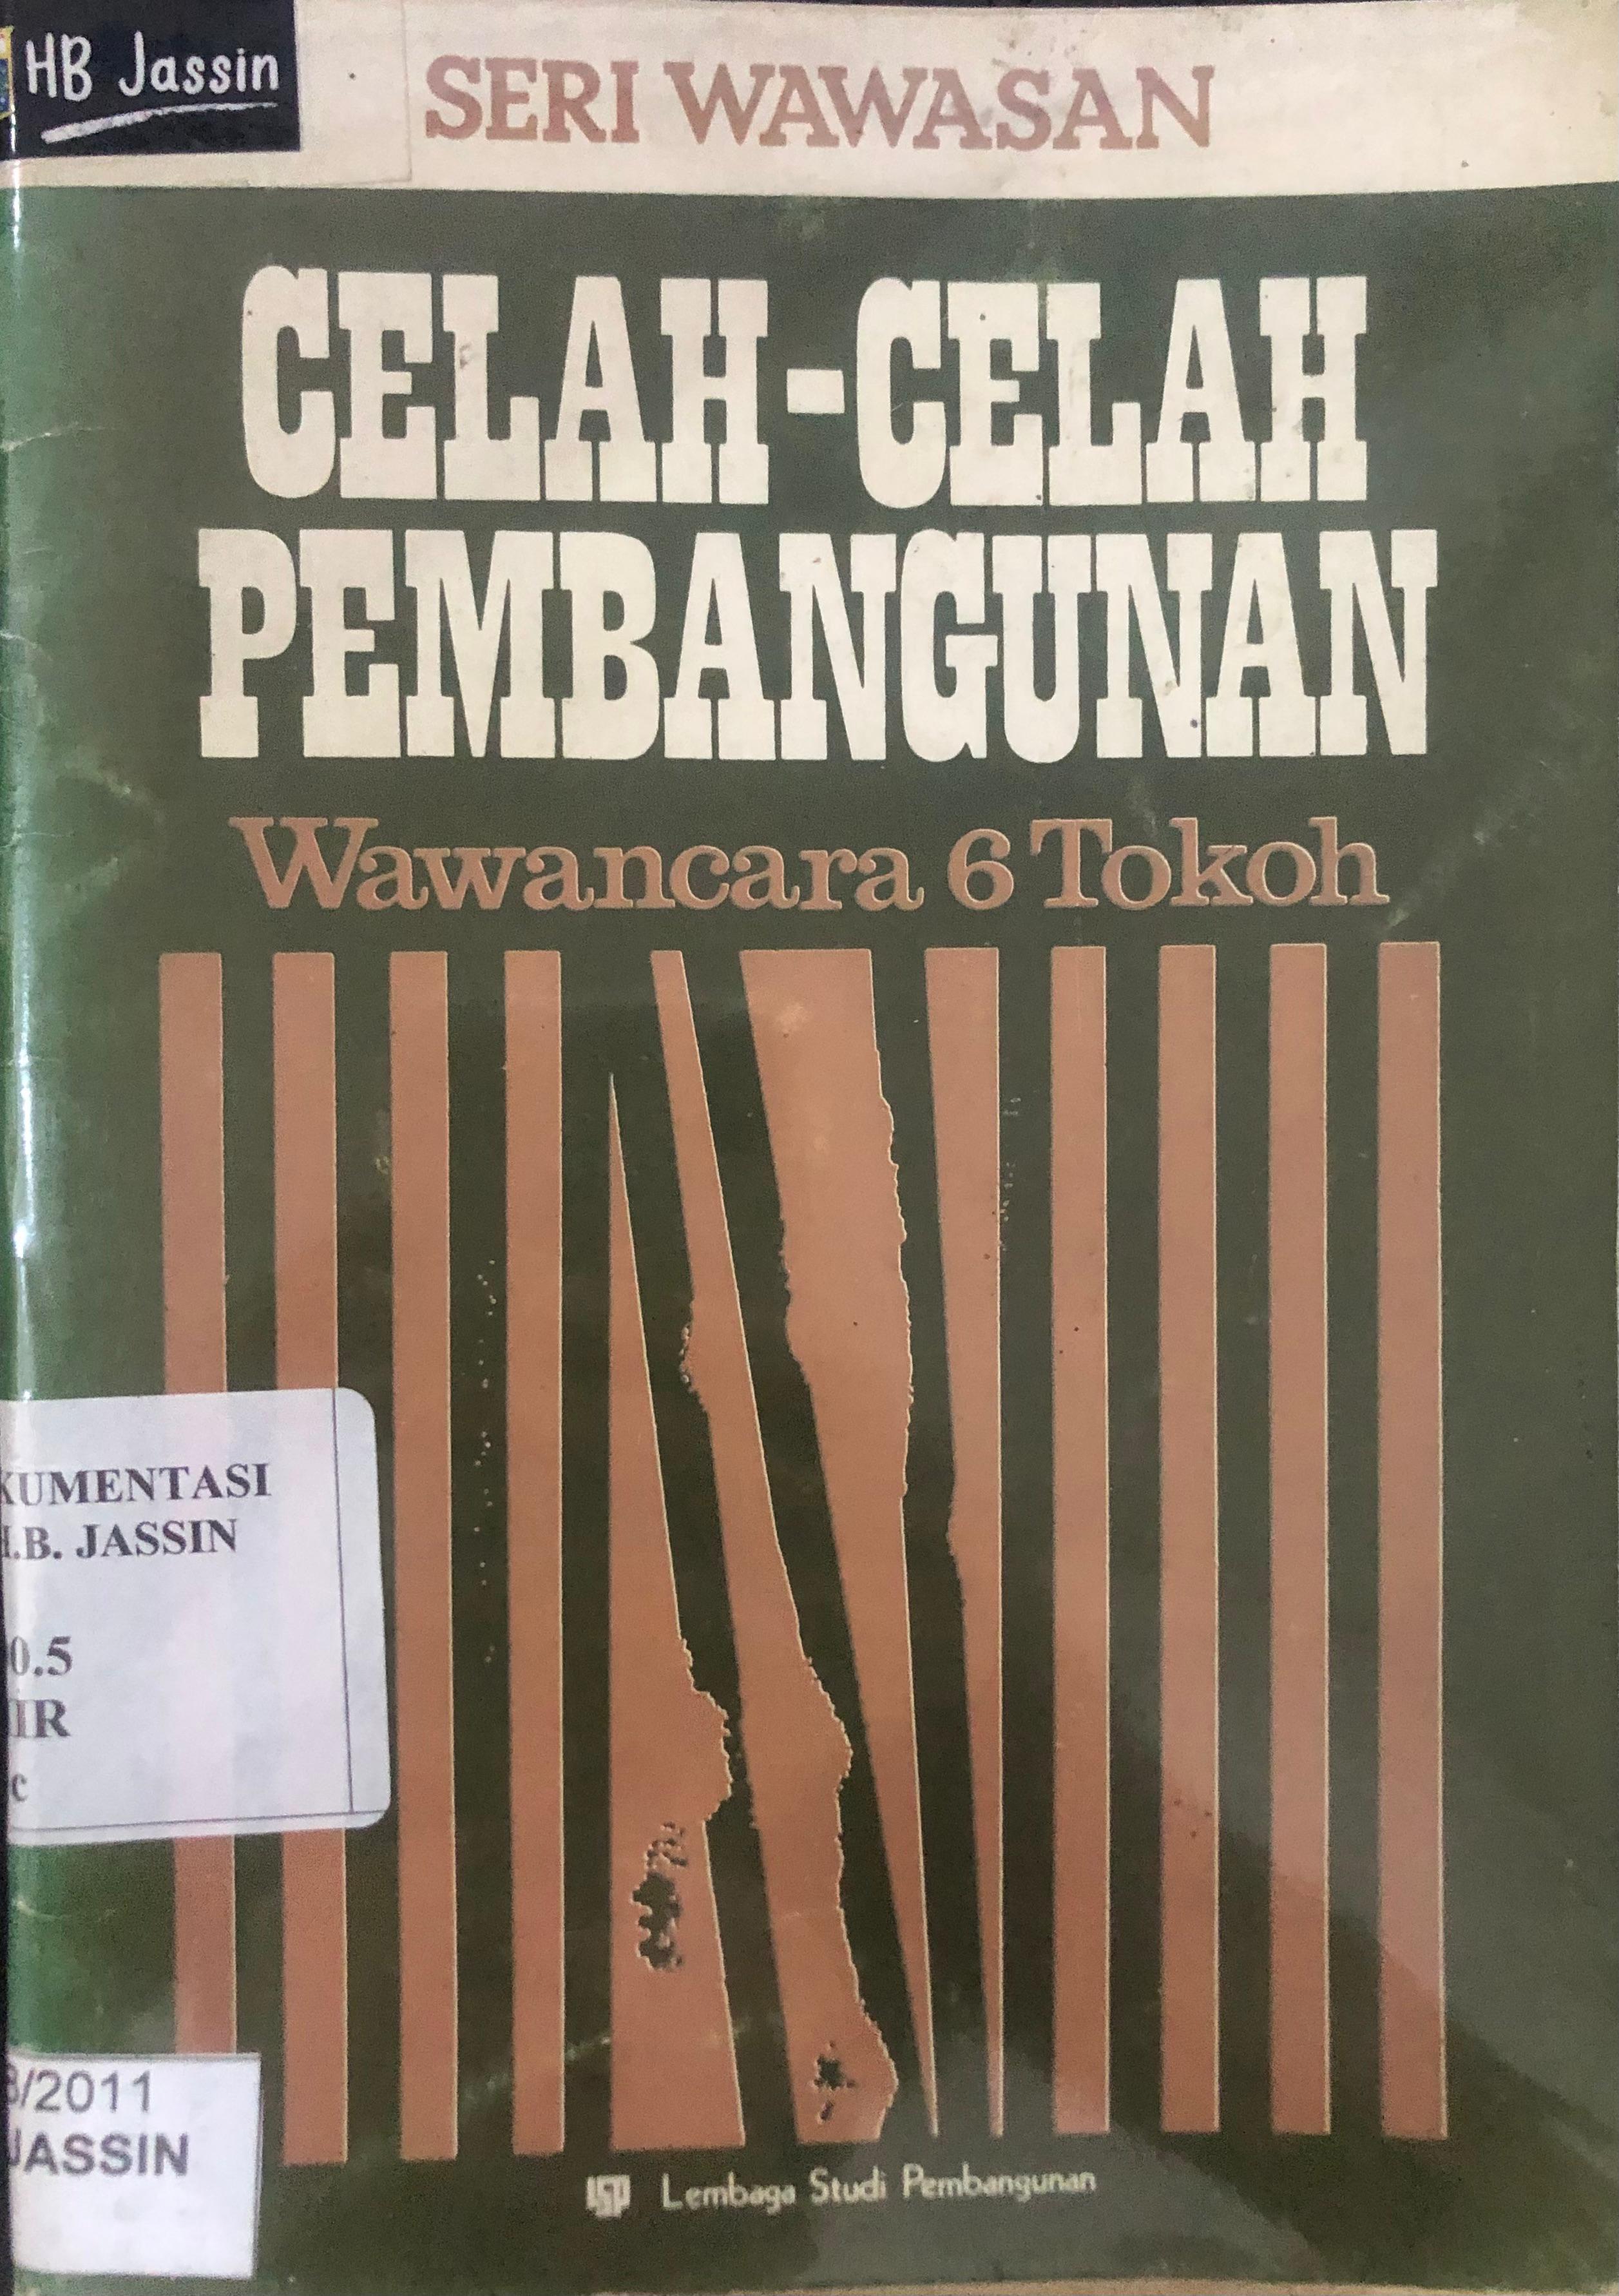 HB Jassin
SERI WAWASAN
CELAH-CELAH
PEMBANGUNAN
Wawancara 6 Tokoh
KUMENTASI
H.B. JASSIN
0.5
IR
c
3/2011
JASSIN
LSP Lembaga Studi Pembangunan